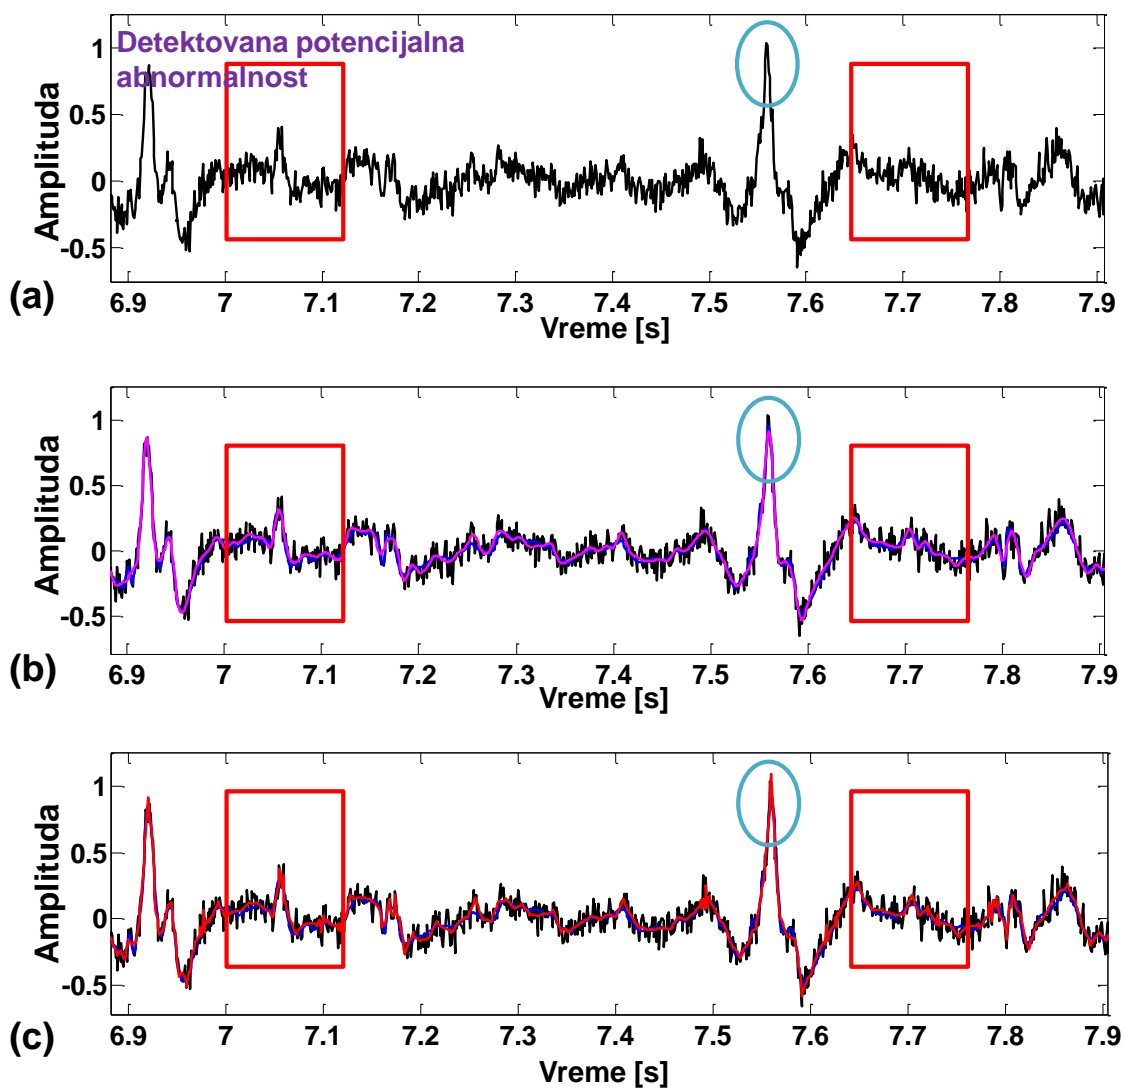 Detektovana potencijalna
abnormalnost
1
0.5
0
-0.5
Amplituda
(a)
6.9 7 7.1 7.2 7.3 7.4 7.5 7.6 7.7 7.8 7.9
Vreme [s]
1
0.5
0
-0.5
Amplituda
(b)
6.9 7 7.1 7.2 7.3 7.4 7.5 7.6 7.7 7.8 7.9
Vreme [s]
1
0.5
0
-0.5
Amplituda
(c)
6.9 7 7.1 7.2 7.3 7.4 7.5 7.6 7.7 7.8 7.9
Vreme [s]